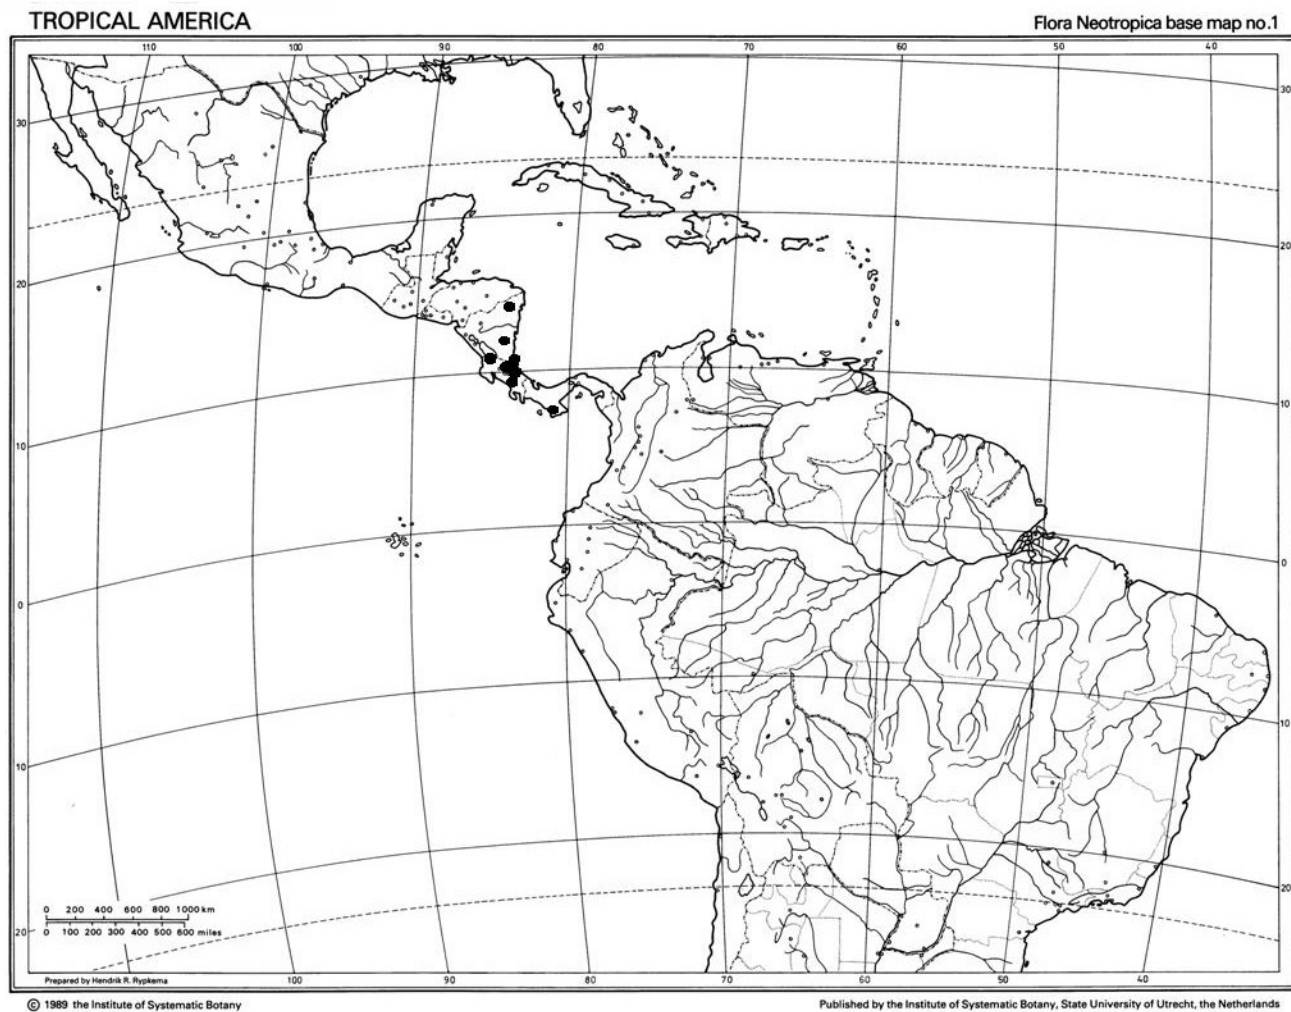 TROPICAL AMERICA
Flora Neotropica base map no.1
110 100 90 80 70 60 50 40
30 30
20 20
10 10
0 0
10 10
20 20
0 200 400 600 800 1000 km
0 100 200 300 400 500 600 miles
Prepared by Hendrik R. Rypkema
100 90 80 70 60 50 40
© 1989 the Institute of Systematic Botany
Published by the Institute of Systematic Botany, State University of Utrecht, the Netherlands